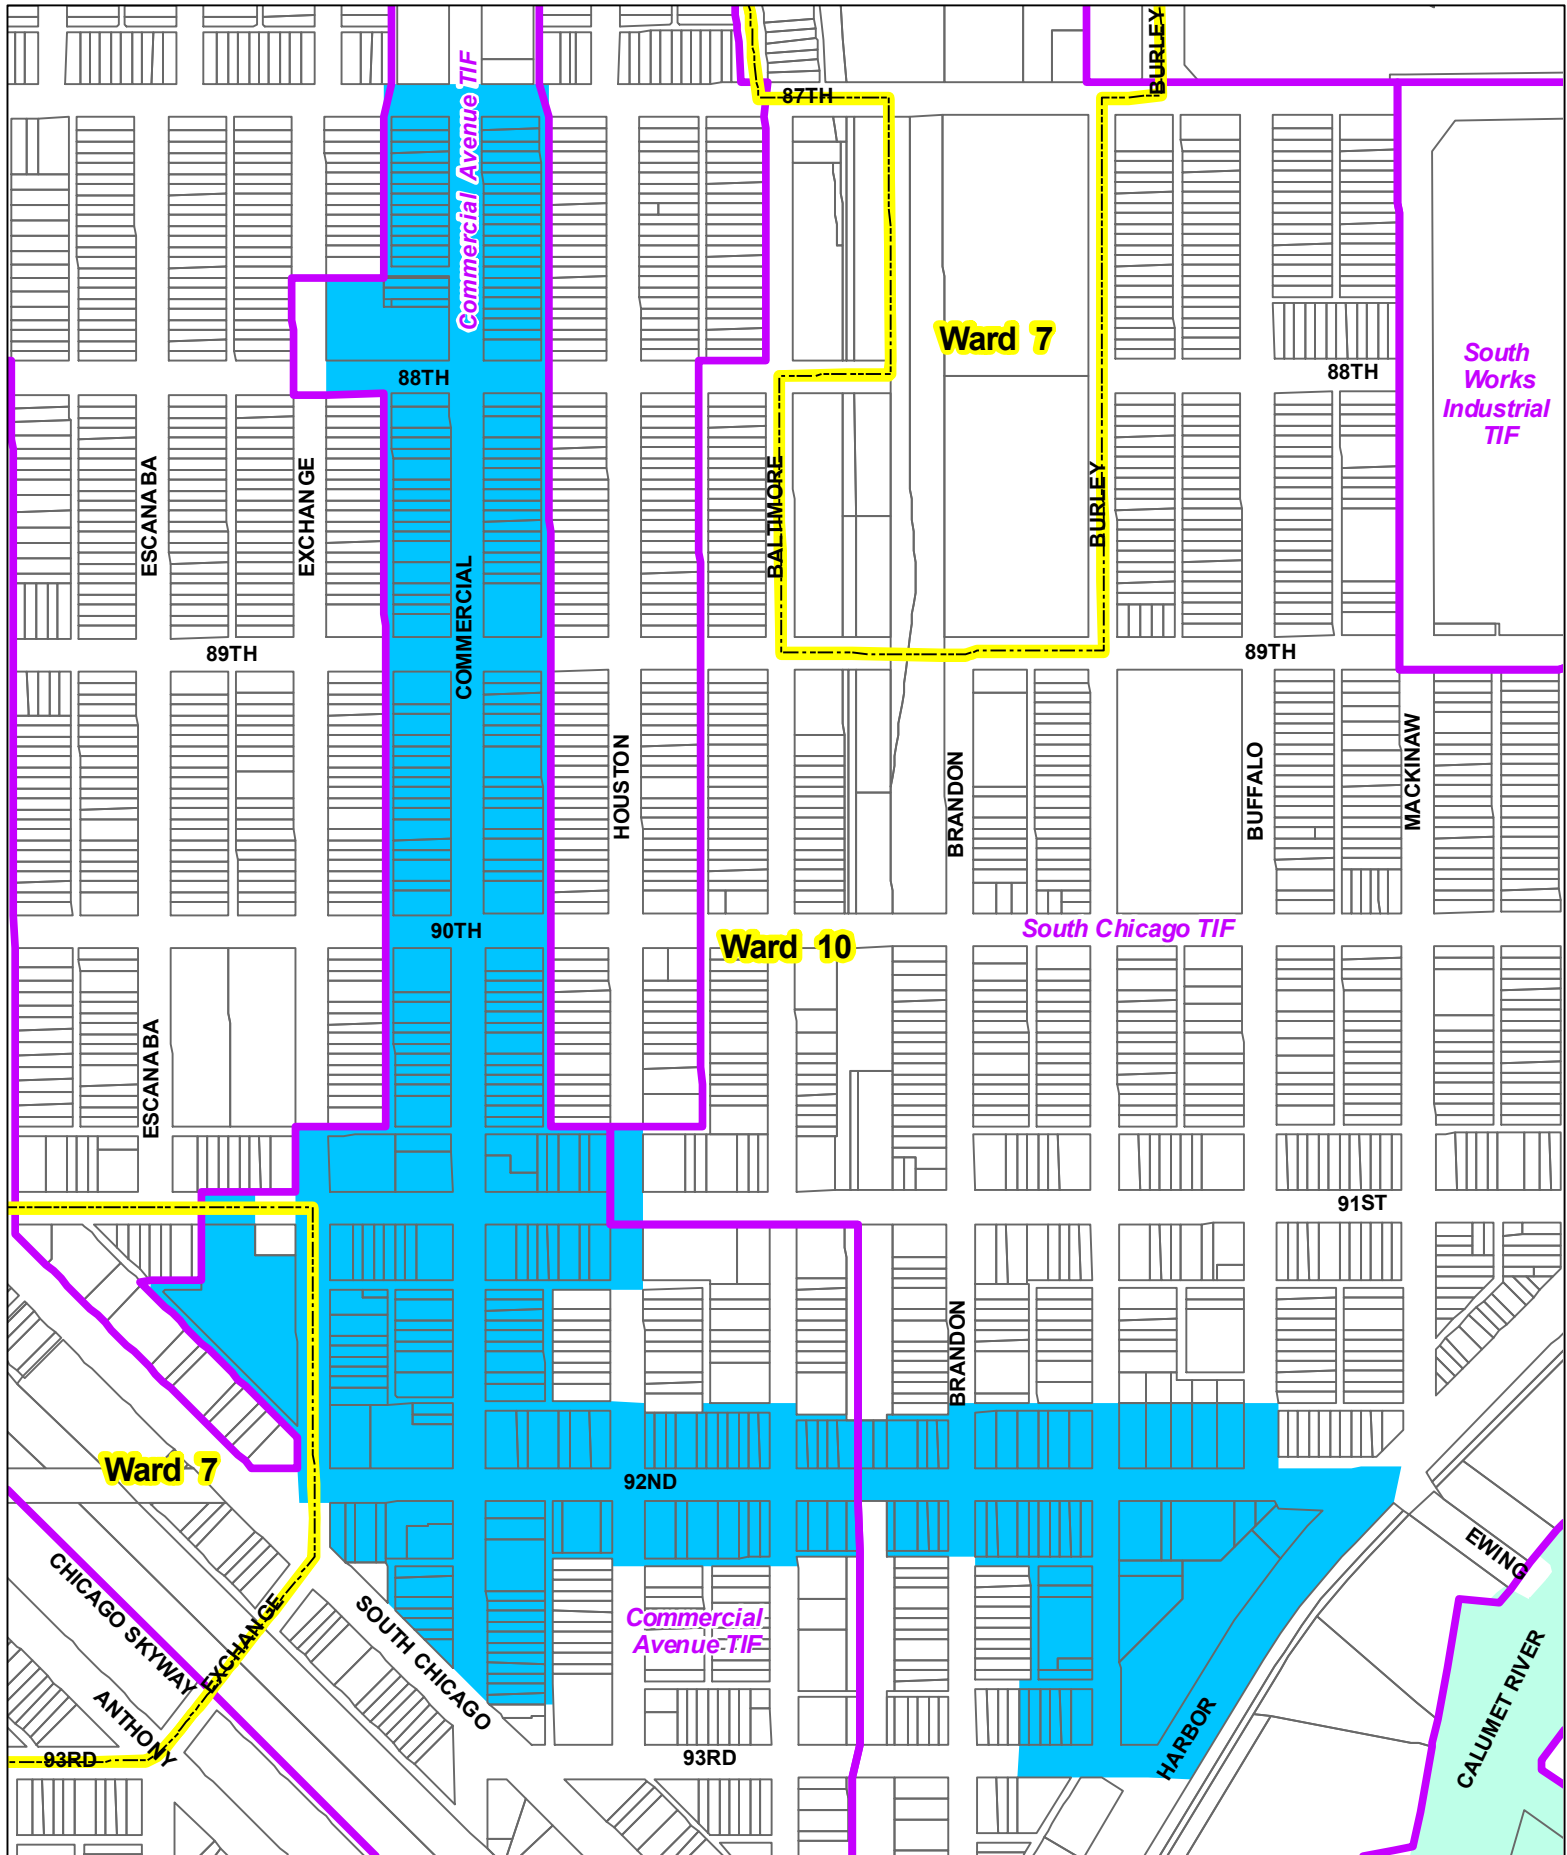 BURLEY
Commercial Avenue TIF
87TH
Ward 7
88TH
88TH
South
Works
Industrial
TIF
ESCANABA
EXCHANGE
BALTIMORE
BURLEY
COMMERCIAL
89TH
89TH
HOUSTON
BRANDON
BUFFALO
MACKINAW
90TH
Ward 10
South Chicago TIF
ESCANABA
91ST
BRANDON
Ward 7
92ND
EWING
CHICAGO SKYWAY
EXCHANGE
SOUTH CHICAGO
Commercial
Avenue TIF
CALUMET RIVER
ANTHONY
HARBOR
93RD
93RD